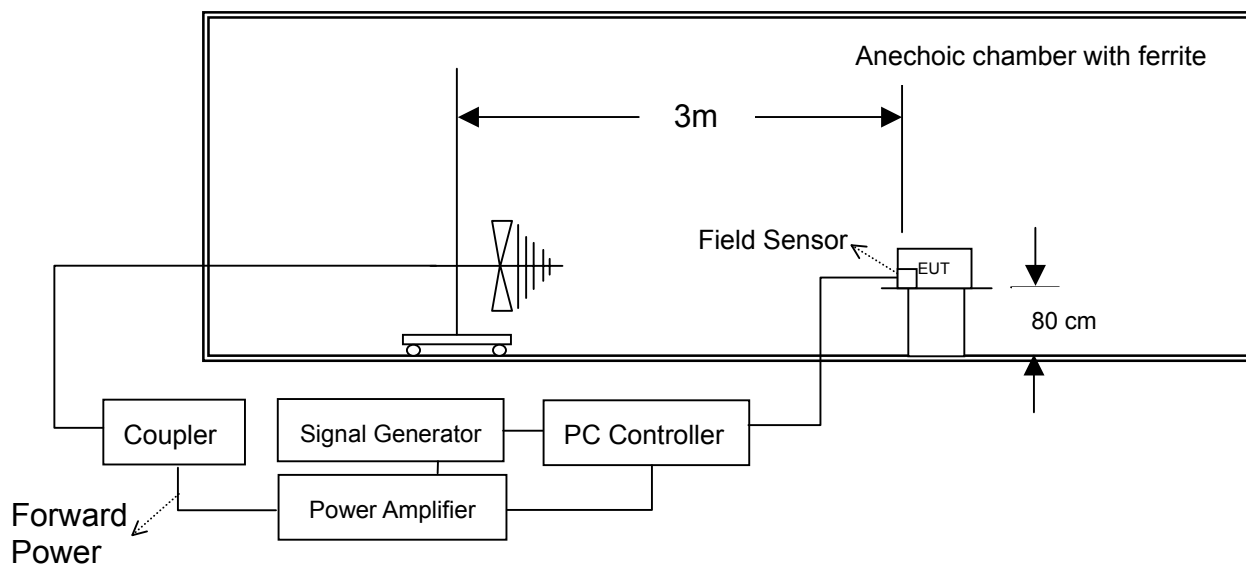 Anechoic chamber with ferrite
3m
Field Sensor
EUT
80 cm
Coupler
Signal Generator
PC Controller
Power Amplifier
Forward
Power